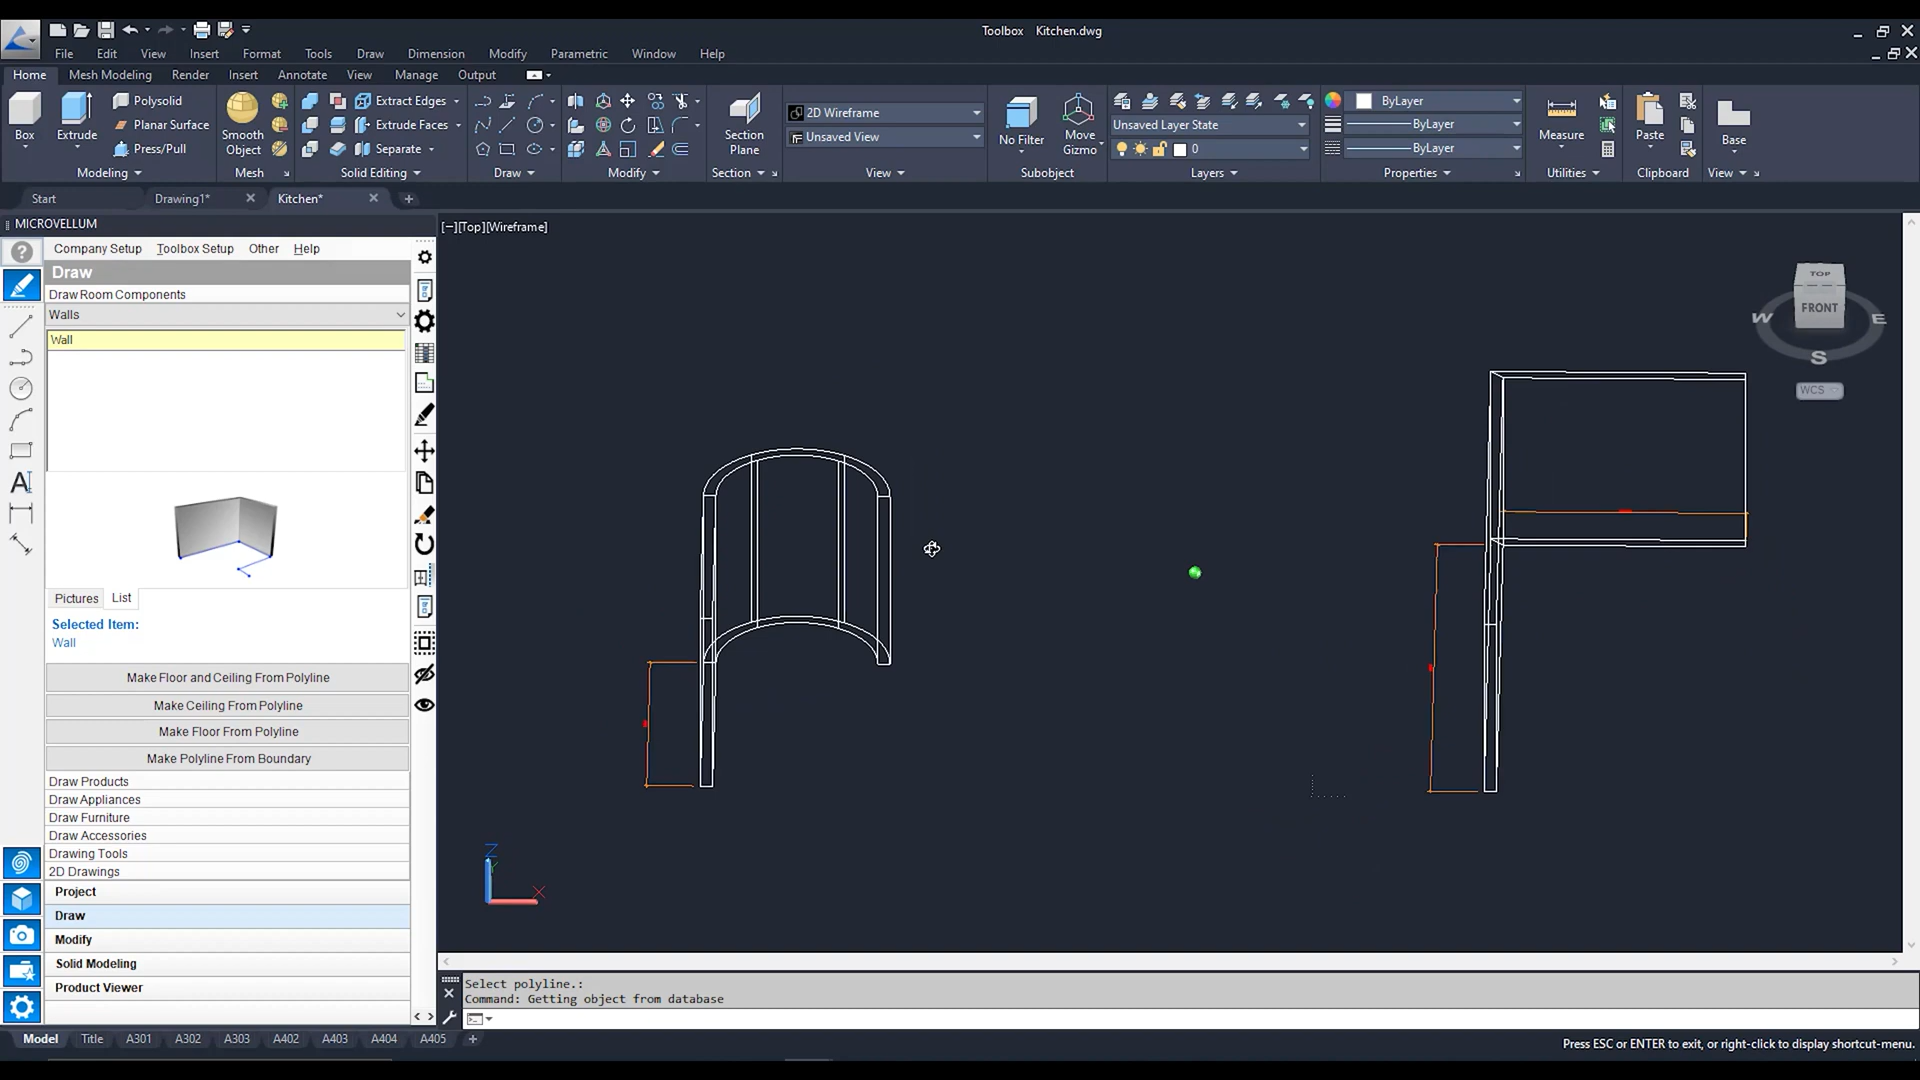 Toolbox Kitchen.dwg
File Edit View Insert Format Tools Draw Dimension Modify Parametric Window Help
Home Mesh Modeling Render Insert Annotate View Manage Output
Box
Extrude
Polysolid
Planar Surface
Press/Pull
Modeling
Smooth
Object
Mesh
Extract Edges
Extrude Faces
Separate
Solid Editing
Draw
Modify
Section
Plane
Section
2D Wireframe
Unsaved View
View
No Filter
Move
Gizmo
Subobject
Unsaved Layer State
0
Layers
ByLayer
ByLayer
ByLayer
Properties
Measure
Utilities
Paste
Clipboard
Base
View
Start Drawing1* Kitchen*
MICROVELLUM
Company Setup Toolbox Setup Other Help
Draw
Draw Room Components
Walls
Wall
Pictures List
Selected Item:
Wall
Make Floor and Ceiling From Polyline
Make Ceiling From Polyline
Make Floor From Polyline
Make Polyline From Boundary
Draw Products
Draw Appliances
Draw Furniture
Draw Accessories
Drawing Tools
2D Drawings
Project
Draw
Modify
Solid Modeling
Product Viewer
[−][Top][Wireframe]
TOP
FRONT
W
E
S
WCS
Z
Y
X
Select polyline.:
Command: Getting object from database
Model Title A301 A302 A303 A402 A403 A404 A405
Press ESC or ENTER to exit, or right-click to display shortcut-menu.